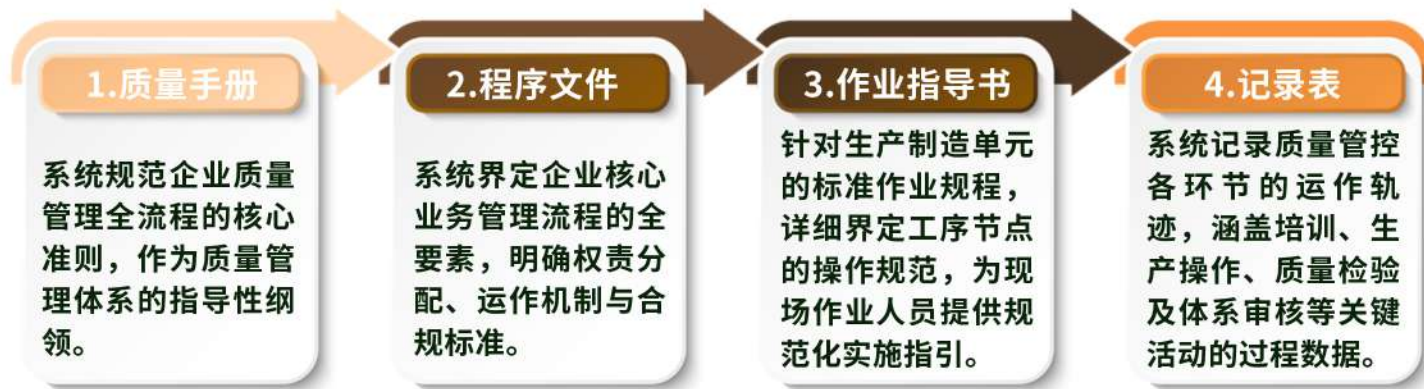 1.质量手册
系统规范企业质量
管理全流程的核心
准则，作为质量管
理体系的指导性纲
领。
2.程序文件
系统界定企业核心
业务管理流程的全
要素，明确权责分
配、运作机制与合
规标准。
3.作业指导书
针对生产制造单元
的标准作业规程，
详细界定工序节点
的操作规范，为现
场作业人员提供规
范化实施指引。
4.记录表
系统记录质量管控
各环节的运作轨
迹，涵盖培训、生
产操作、质量检验
及体系审核等关键
活动的过程数据。